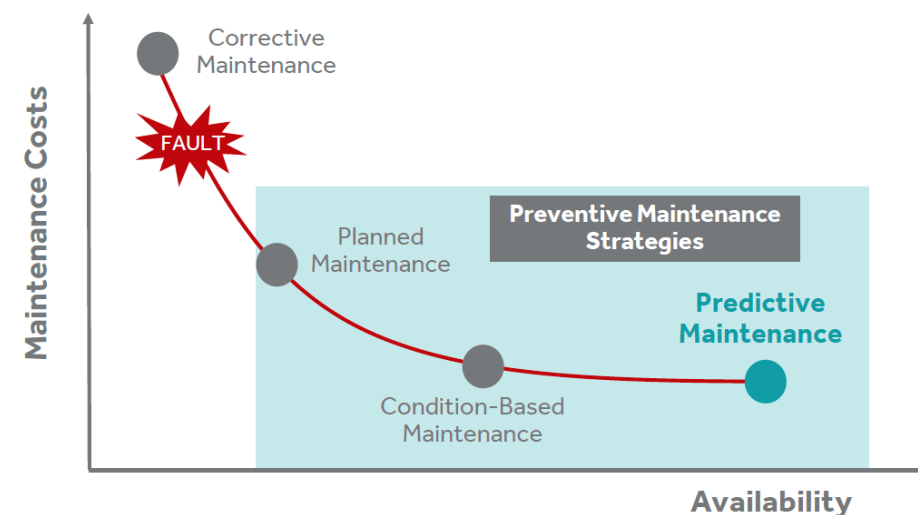 Corrective
Maintenance
FAULT
Maintenance Costs
Preventive Maintenance
Strategies
Planned
Maintenance
Predictive
Maintenance
Condition-Based
Maintenance
Availability